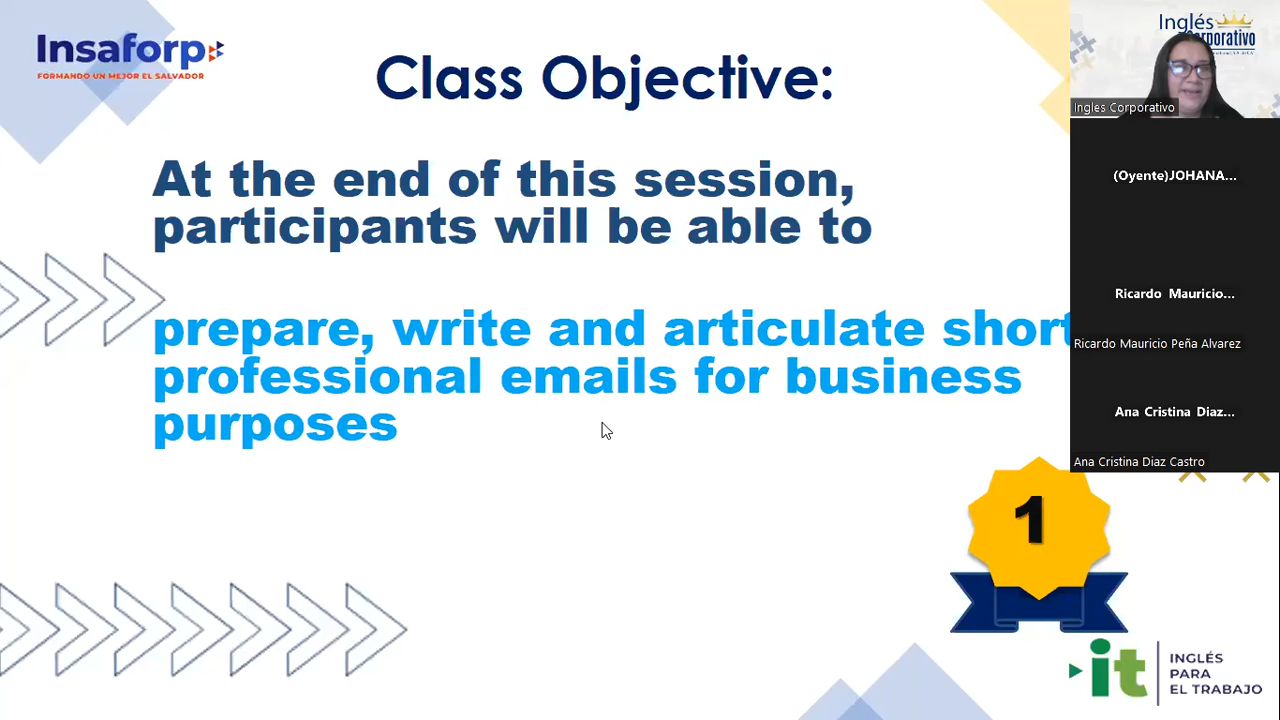 Insaforp
FORMANDO UN MEJOR EL SALVADOR
Class Objective:
At the end of this session,
participants will be able to
prepare, write and articulate short
professional emails for business
purposes
1
it
INGLÉS
PARA
EL TRABAJO
Inglés
Corporativo
Ingles Corporativo
(Oyente)JOHANA...
Ricardo Mauricio...
Ricardo Mauricio Peña Alvarez
Ana Cristina Diaz...
Ana Cristina Diaz Castro